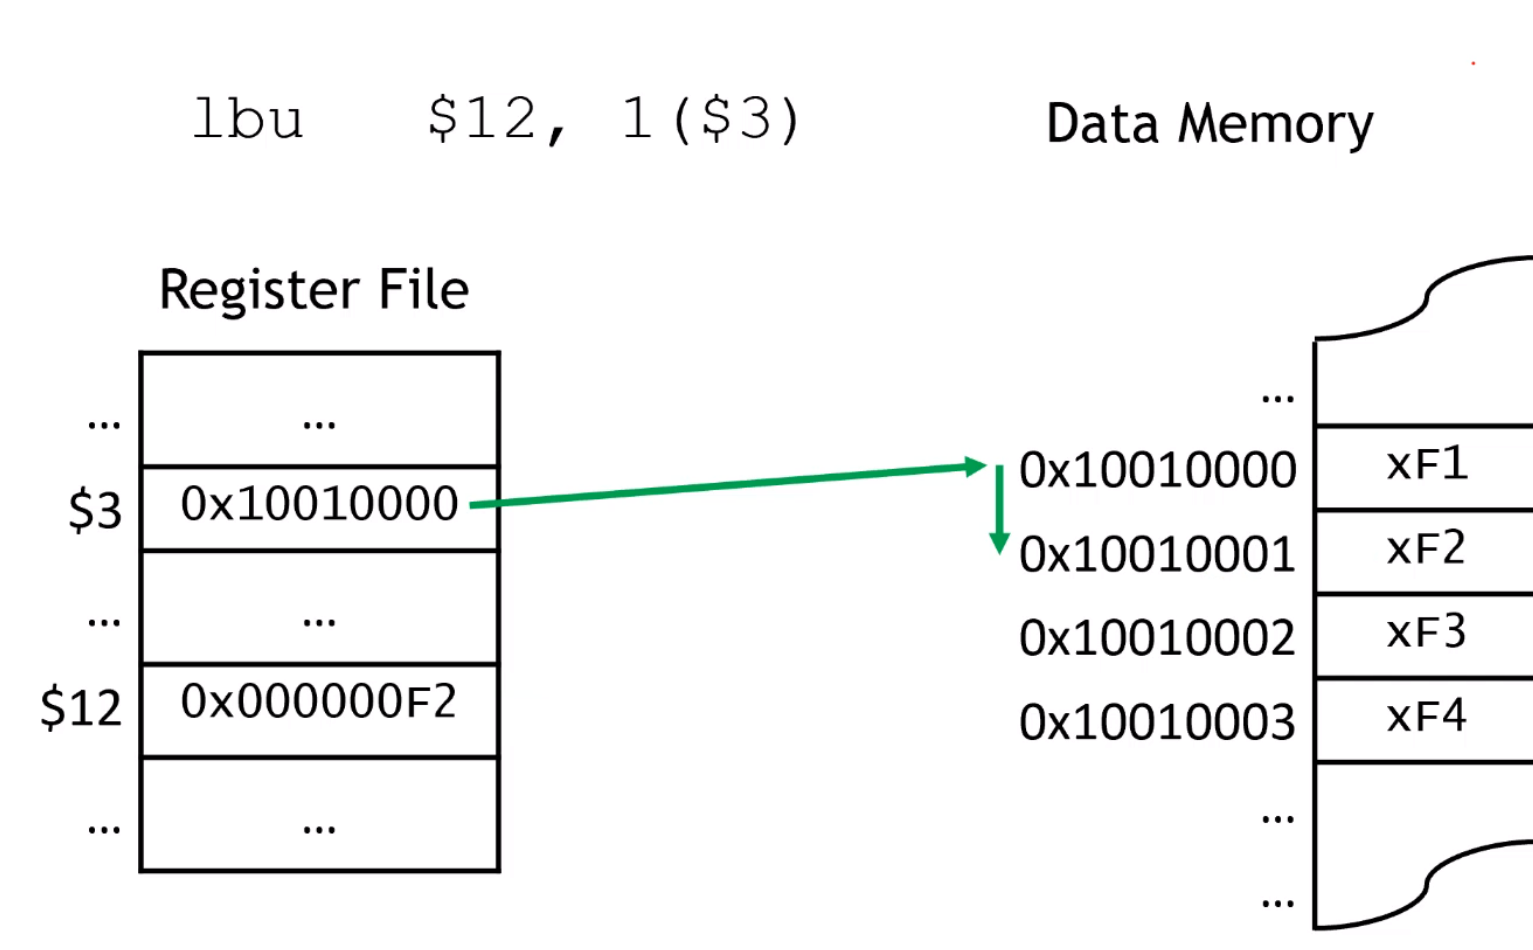 lbu $12, 1($3)
Data Memory
Register File
... ...
$3 0x10010000
... ...
$12 0x000000F2
... ...
...
0x10010000 xF1
0x10010001 xF2
0x10010002 xF3
0x10010003 xF4
...
...